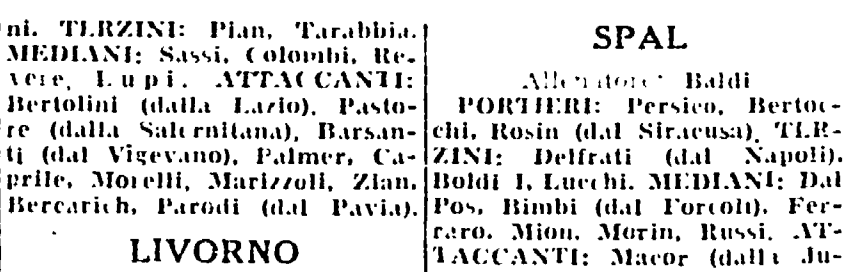 ni. TERZINI: Pian, Tarabbia.
MEDIANI: Sassi, Colombi, Re-
vere, Lupi. ATTACCANTI:
Bertolini (dalla Lazio), Pasto-
re (dalla Salernitana), Barsan-
ti (dal Vigevano), Palmer, Ca-
prile, Morelli, Marizzoli, Zian,
Bercarich, Parodi (dal Pavia).
LIVORNO
SPAL
Allenatore: Baldi
PORTIERI: Persico, Bertoc-
chi, Rosin (dal Siracusa). TER-
ZINI: Delfrati (dal Napoli),
Boldi I, Lucchi. MEDIANI: Dal
Pos, Bimbi (dal Forcoli), Fer-
raro, Mion, Morin, Russi. AT-
TACCANTI: Macor (dalla Ju-